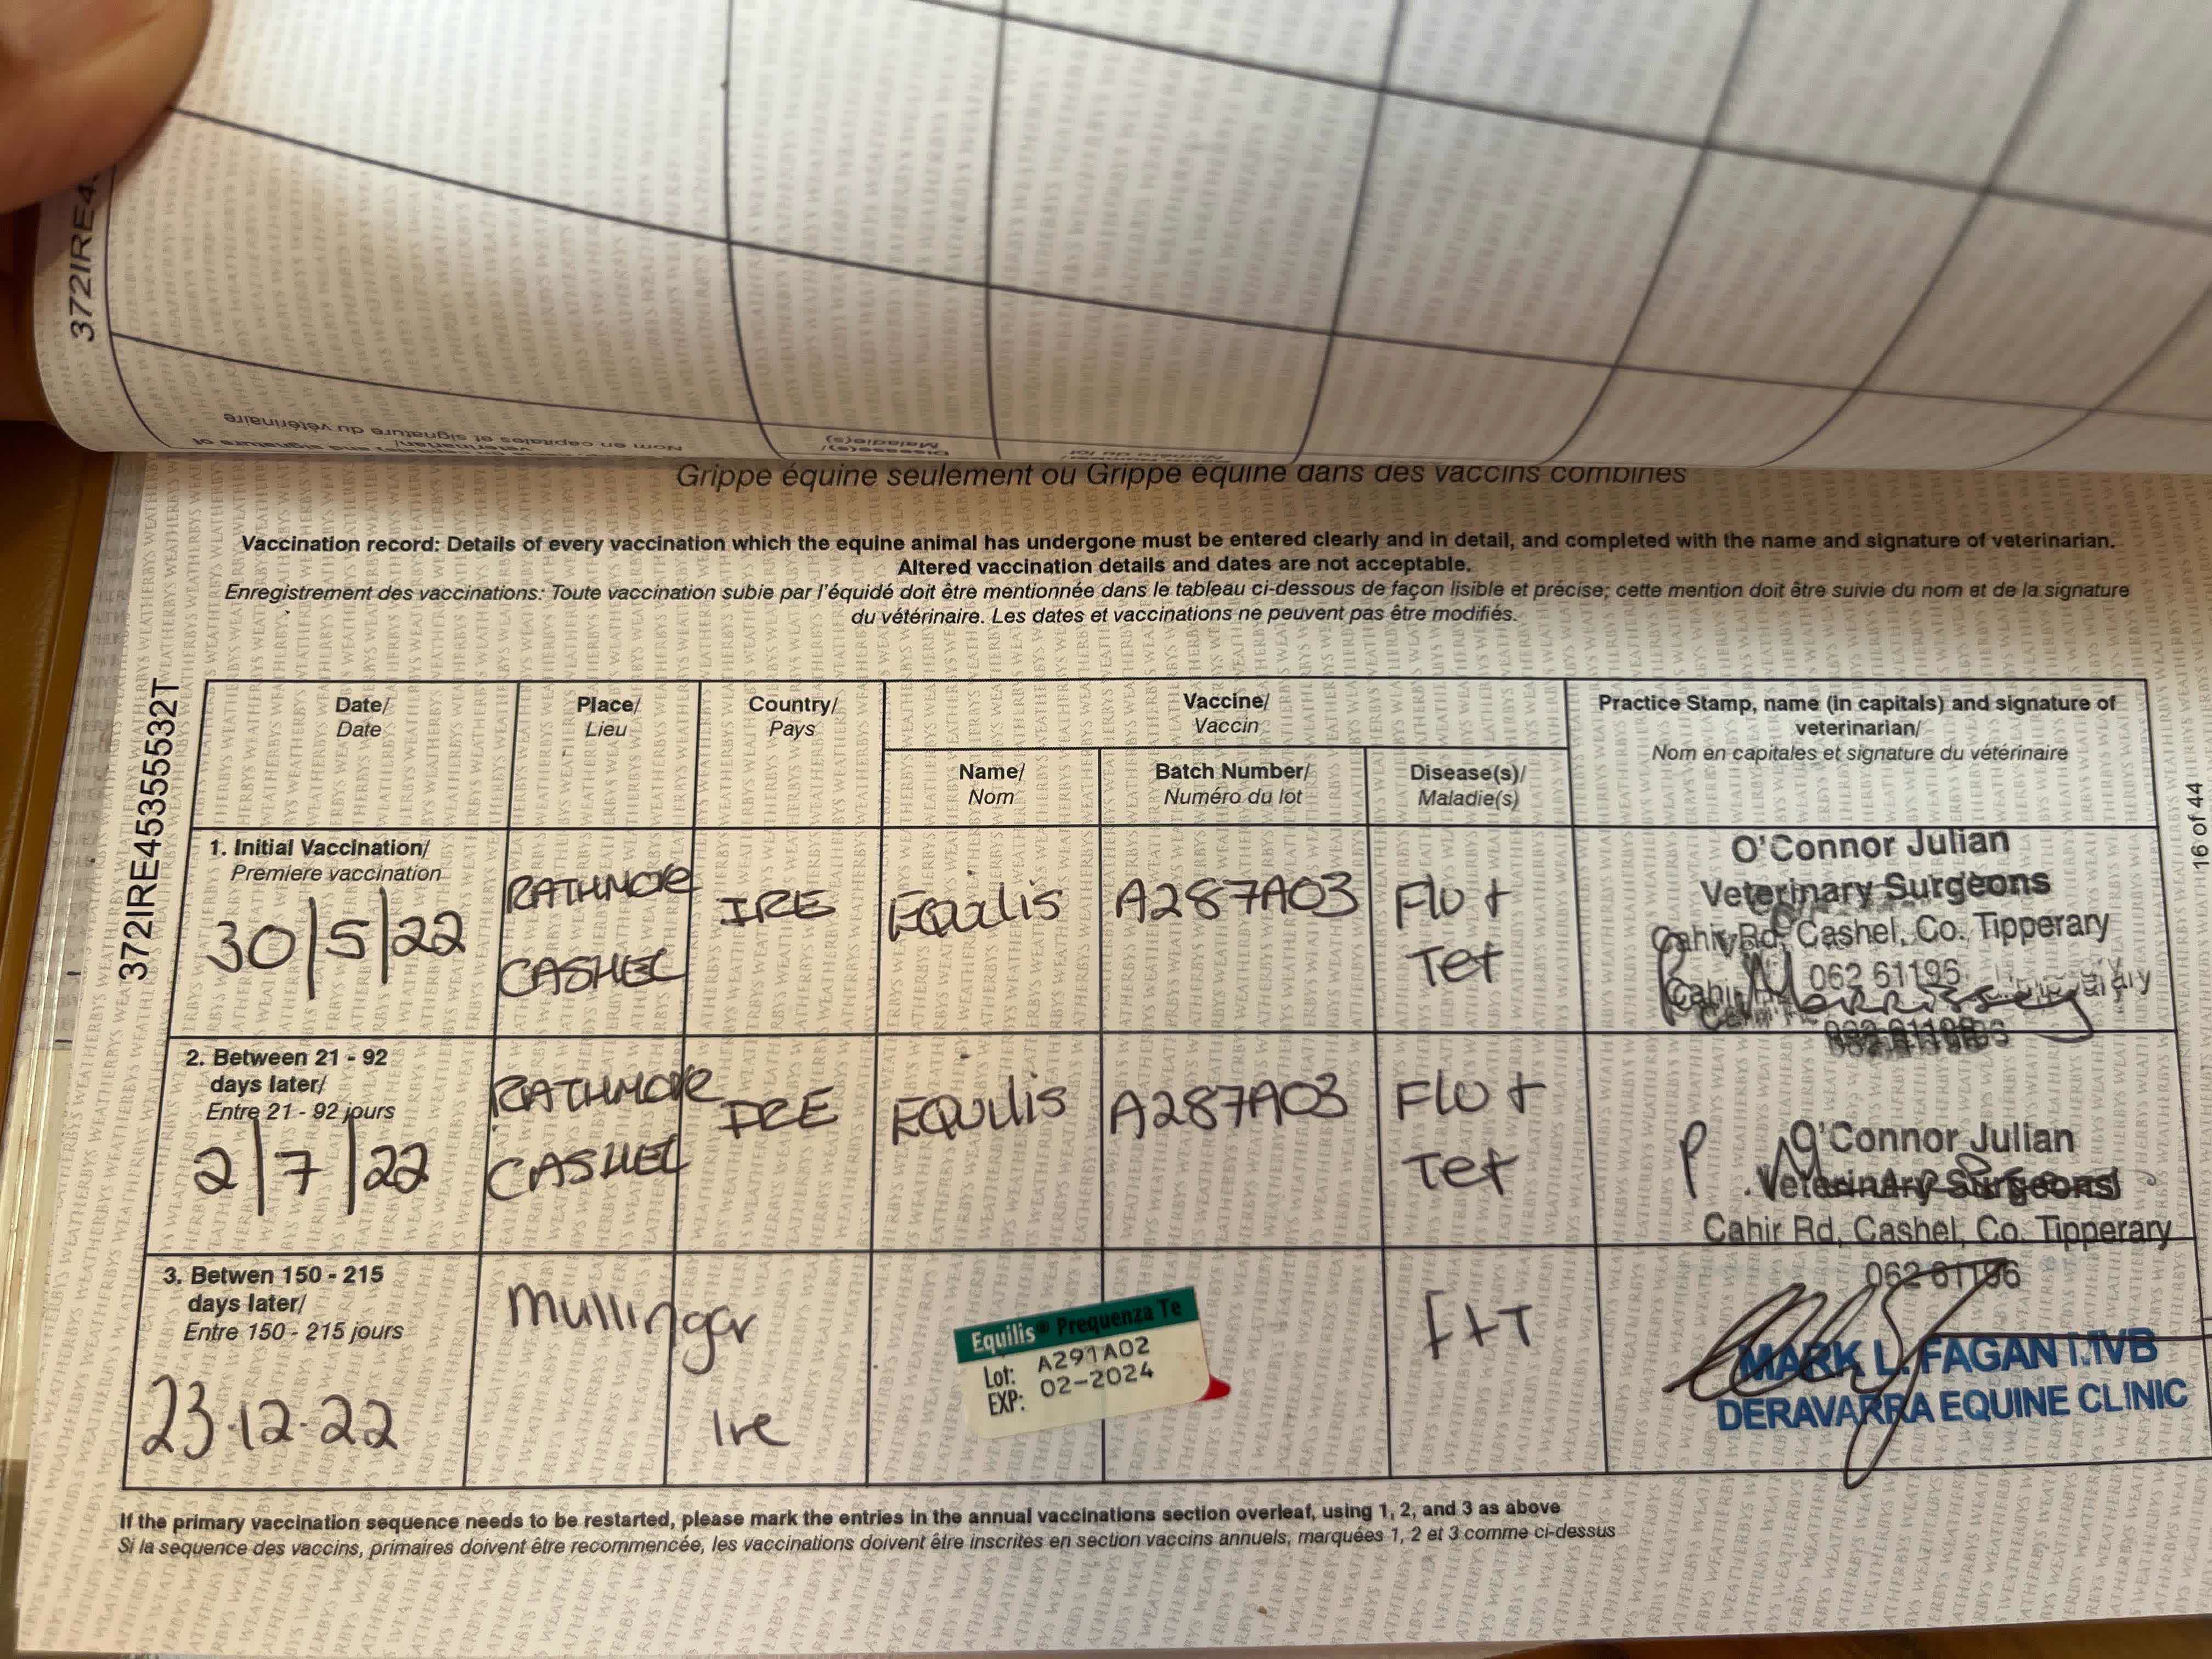 372IRE4
Grippe équine seulement ou Grippe équine dans des vaccins combinés
Vaccination record: Details of every vaccination which the equine animal has undergone must be entered clearly and in detail, and completed with the name and signature of veterinarian.
Altered vaccination details and dates are not acceptable.
Enregistrement des vaccinations: Toute vaccination subie par l'équidé doit être mentionnée dans le tableau ci-dessous de façon lisible et précise; cette mention doit être suivie du nom et de la signature
du vétérinaire. Les dates et vaccinations ne peuvent pas être modifiés.
372IRE45355532T
16 of 44
Date/
Date
Place/
Lieu
Country/
Pays
Vaccine/
Vaccin
Name/
Nom
Batch Number/
Numéro du lot
Disease(s)/
Maladie(s)
Practice Stamp, name (in capitals) and signature of
veterinarian/
Nom en capitales et signature du vétérinaire
1. Initial Vaccination/
Premiere vaccination
30/5/22
RATHMORE
CASHEL
IRE
EQUILIS
A287A03
Flu +
Tet
O'Connor Julian
Veterinary Surgeons
Cahir Rd, Cashel, Co. Tipperary
062 61196
2. Between 21 - 92
days later/
Entre 21 - 92 jours
2/7/22
RATHMORE
CASHEL
IRE
EQUILIS
A287A03
Flu +
Tet
O'Connor Julian
Veterinary Surgeons
Cahir Rd, Cashel, Co. Tipperary
062 61196
3. Betwen 150 - 215
days later/
Entre 150 - 215 jours
23.12.22
Mullingar
Ire
Equilis® Prequenza Te
Lot: A291A02
EXP: 02-2024
F+T
MARK L. FAGAN MVB
DERAVARRA EQUINE CLINIC
If the primary vaccination sequence needs to be restarted, please mark the entries in the annual vaccinations section overleaf, using 1, 2, and 3 as above
Si la sequence des vaccins, primaires doivent être recommencée, les vaccinations doivent être inscrites en section vaccins annuels, marquées 1, 2 et 3 comme ci-dessus